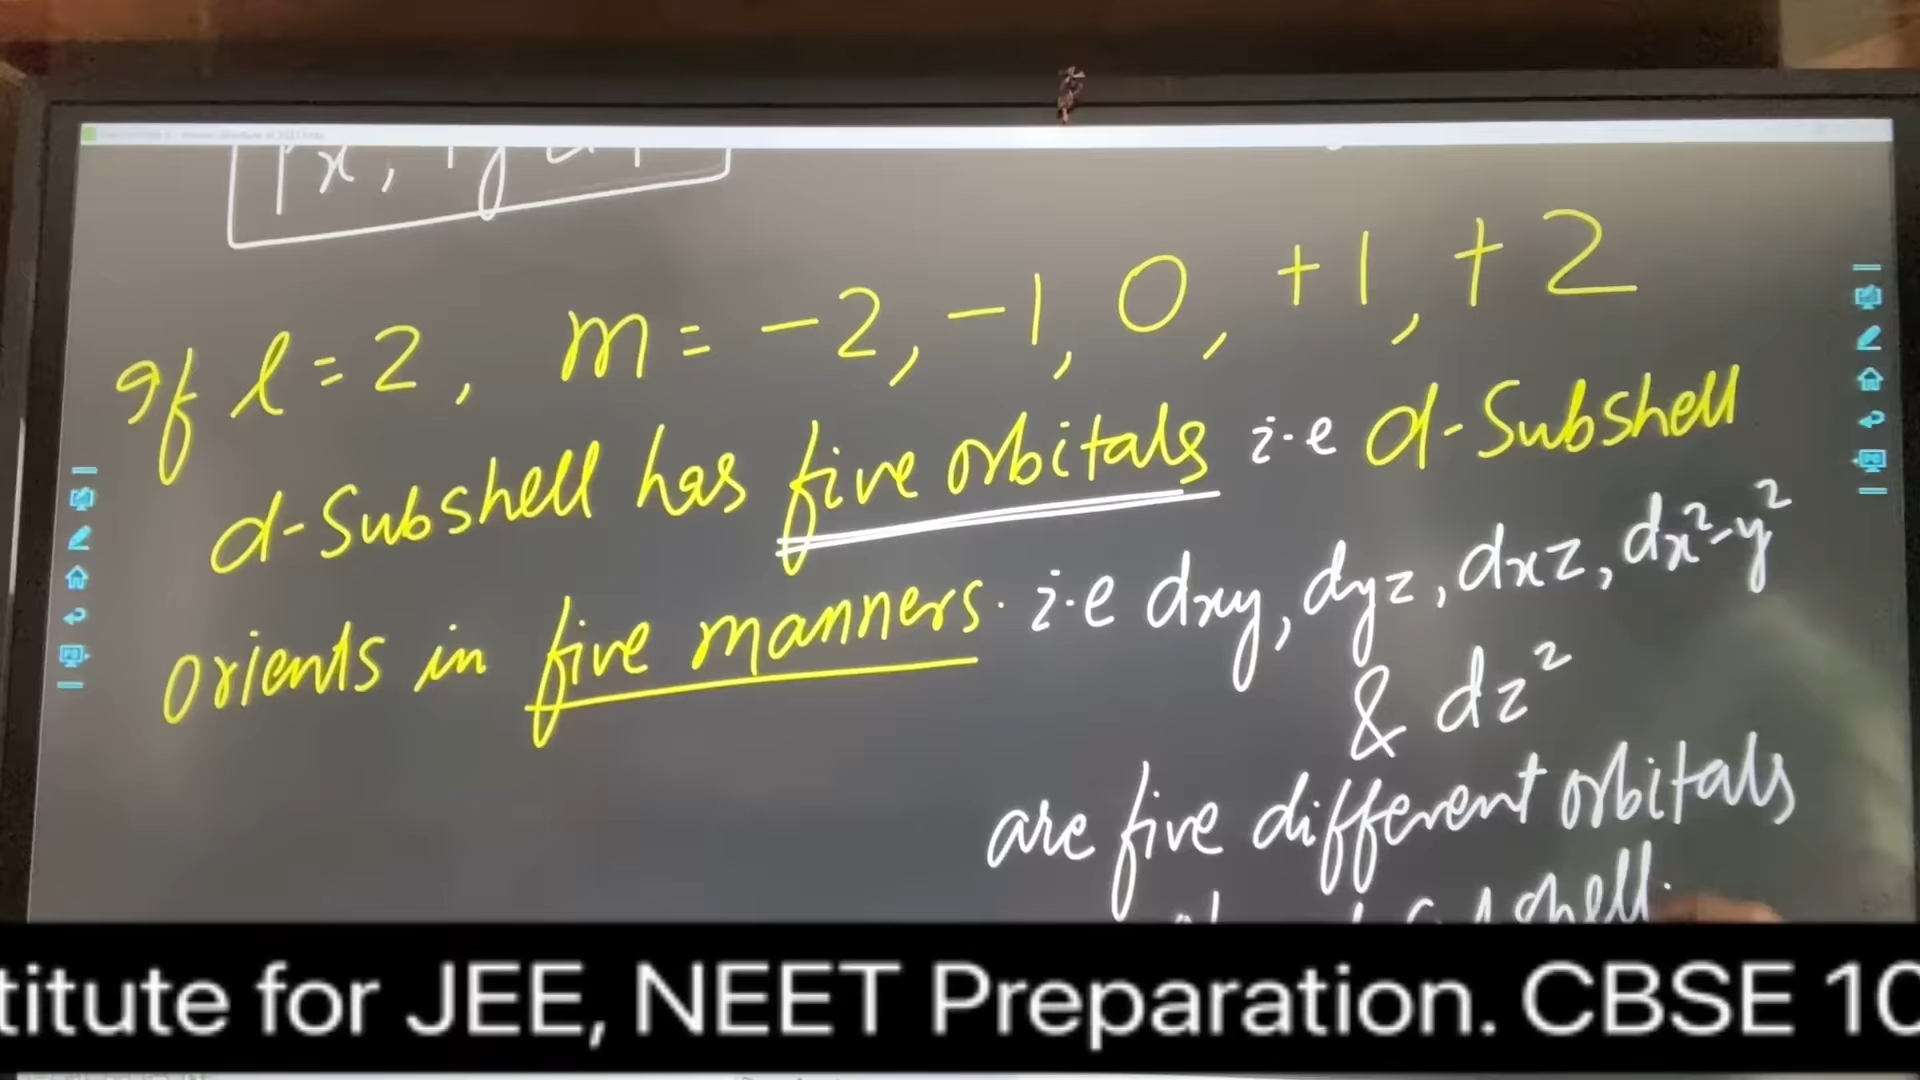 If l = 2, m = -2, -1, 0, +1, +2
d-Subshell has five orbitals i.e d-Subshell
orients in five manners. i.e dxy, dyz, dxz, dx²-y²
& dz²
are five different orbitals
titute for JEE, NEET Preparation. CBSE 10